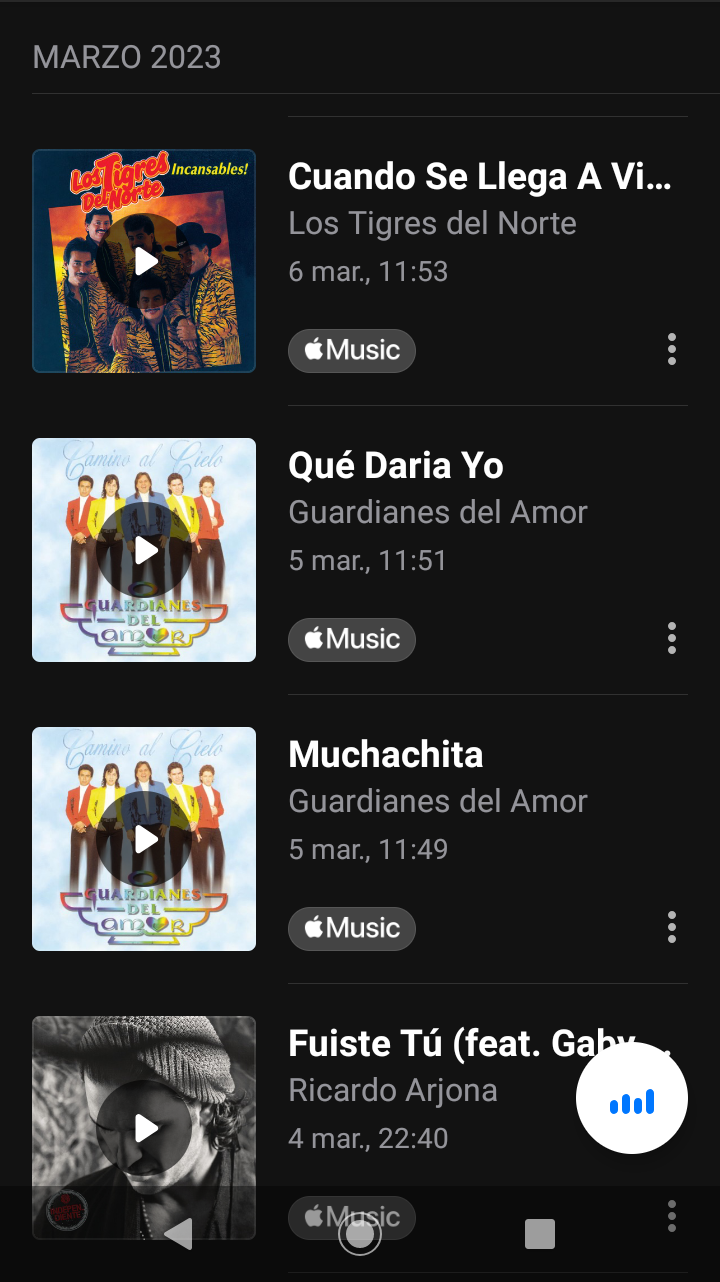 MARZO 2023
Los Tigres
Del Norte
Incansables!
Cuando Se Llega A Vi...
Los Tigres del Norte
6 mar., 11:53
Music
Camino al Cielo
GUARDIANES
DEL
amor
Qué Daria Yo
Guardianes del Amor
5 mar., 11:51
Music
Camino al Cielo
GUARDIANES
DEL
amor
Muchachita
Guardianes del Amor
5 mar., 11:49
Music
Fuiste Tú (feat. Gaby...
Ricardo Arjona
4 mar., 22:40
Music